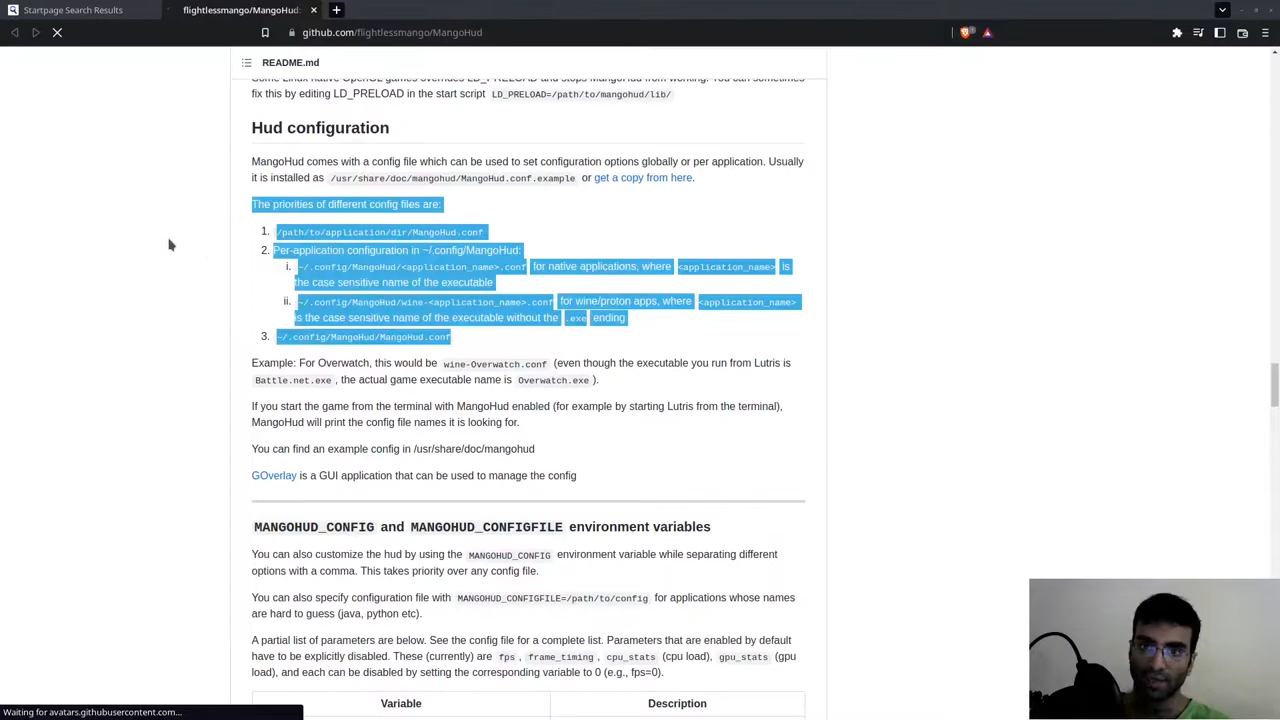 Startpage Search Results
flightlessmango/MangoHud:
github.com/flightlessmango/MangoHud
README.md
Some Linux native OpenGL games overrides LD_PRELOAD and stops MangoHud from working. You can sometimes
fix this by editing LD_PRELOAD in the start script LD_PRELOAD=/path/to/mangohud/lib/
Hud configuration
MangoHud comes with a config file which can be used to set configuration options globally or per application. Usually
it is installed as /usr/share/doc/mangohud/MangoHud.conf.example or get a copy from here.
The priorities of different config files are:
1. /path/to/application/dir/MangoHud.conf
2. Per-application configuration in ~/.config/MangoHud:
i. ~/.config/MangoHud/<application_name>.conf for native applications, where <application_name> is
the case sensitive name of the executable
ii. ~/.config/MangoHud/wine-<application_name>.conf for wine/proton apps, where <application_name>
is the case sensitive name of the executable without the .exe ending
3. ~/.config/MangoHud/MangoHud.conf
Example: For Overwatch, this would be wine-Overwatch.conf (even though the executable you run from Lutris is
Battle.net.exe , the actual game executable name is Overwatch.exe ).
If you start the game from the terminal with MangoHud enabled (for example by starting Lutris from the terminal),
MangoHud will print the config file names it is looking for.
You can find an example config in /usr/share/doc/mangohud
GOverlay is a GUI application that can be used to manage the config
MANGOHUD_CONFIG and MANGOHUD_CONFIGFILE environment variables
You can also customize the hud by using the MANGOHUD_CONFIG environment variable while separating different
options with a comma. This takes priority over any config file.
You can also specify configuration file with MANGOHUD_CONFIGFILE=/path/to/config for applications whose names
are hard to guess (java, python etc).
A partial list of parameters are below. See the config file for a complete list. Parameters that are enabled by default
have to be explicitly disabled. These (currently) are fps , frame_timing , cpu_stats (cpu load), gpu_stats (gpu
load), and each can be disabled by setting the corresponding variable to 0 (e.g., fps=0).
Variable Description
Waiting for avatars.githubusercontent.com...